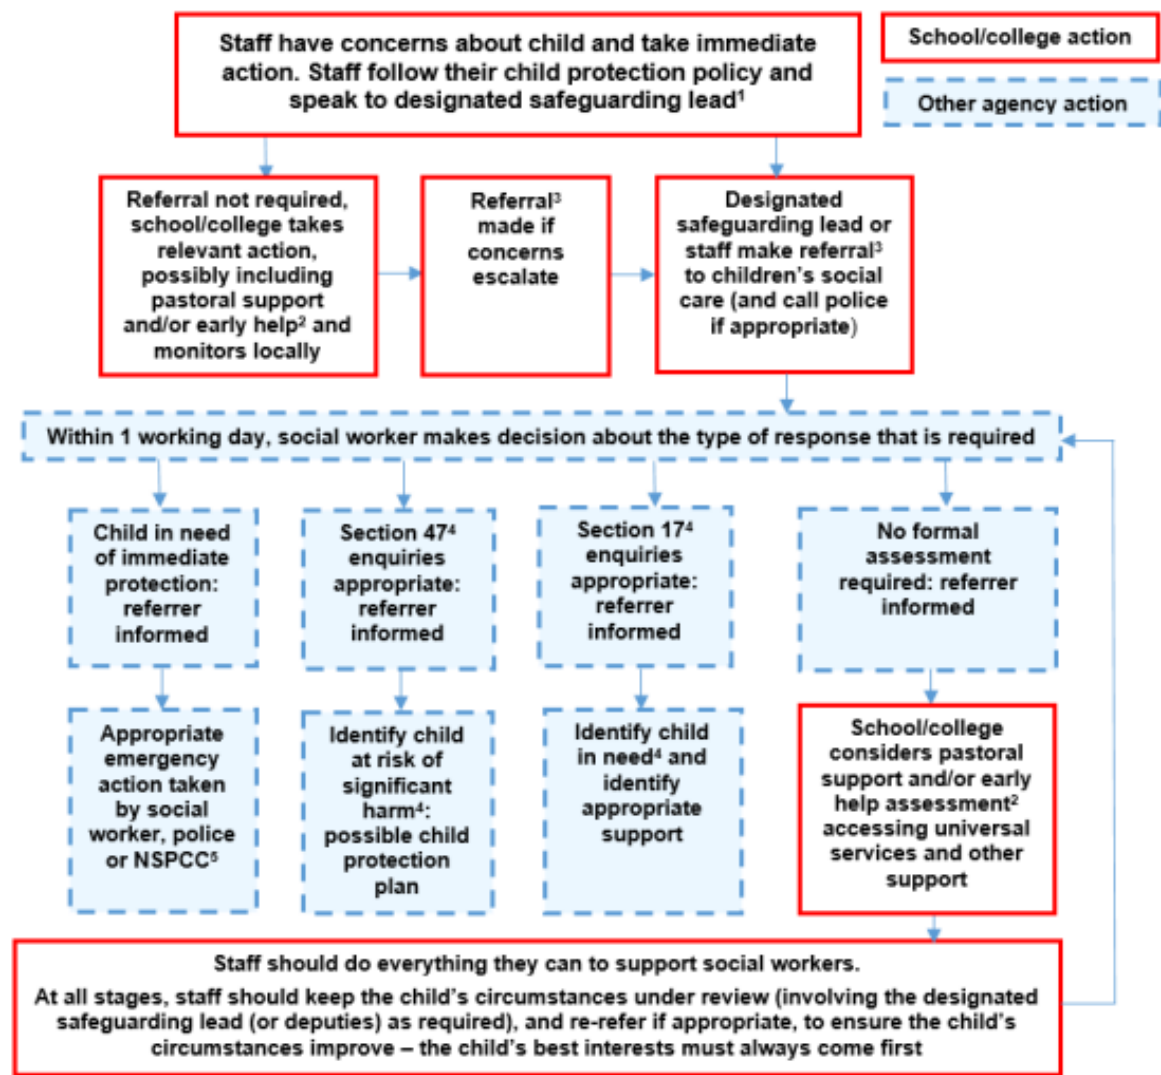 Staff have concerns about child and take immediate
action. Staff follow their child protection policy and
speak to designated safeguarding lead¹
School/college action
Other agency action
Referral not required,
school/college takes
relevant action,
possibly including
pastoral support
and/or early help² and
monitors locally
Referral³
made if
concerns
escalate
Designated
safeguarding lead or
staff make referral³
to children's social
care (and call police
if appropriate)
Within 1 working day, social worker makes decision about the type of response that is required
Child in need
of immediate
protection:
referrer
informed
Section 47⁴
enquiries
appropriate:
referrer
informed
Section 17⁴
enquiries
appropriate:
referrer
informed
No formal
assessment
required: referrer
informed
Appropriate
emergency
action taken
by social
worker, police
or NSPCC⁵
Identify child
at risk of
significant
harm⁴:
possible child
protection
plan
Identify child
in need⁴ and
identify
appropriate
support
School/college
considers pastoral
support and/or early
help assessment²
accessing universal
services and other
support
Staff should do everything they can to support social workers.
At all stages, staff should keep the child's circumstances under review (involving the designated
safeguarding lead (or deputies) as required), and re-refer if appropriate, to ensure the child's
circumstances improve – the child's best interests must always come first